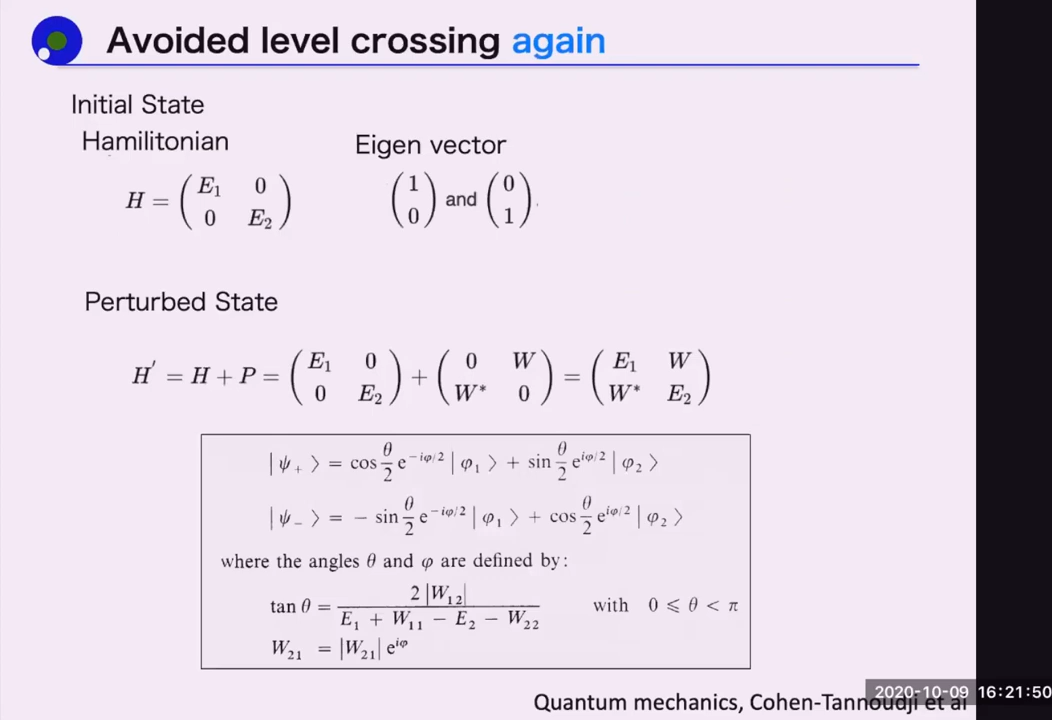 Avoided level crossing again
Initial State
Hamilitonian
Eigen vector
H = ( E₁ 0 ; 0 E₂ )
( 1 ; 0 ) and ( 0 ; 1 ).
Perturbed State
H′ = H + P = ( E₁ 0 ; 0 E₂ ) + ( 0 W ; W* 0 ) = ( E₁ W ; W* E₂ )
| ψ₊ ⟩ = cos θ/2 e^{-iφ/2} | φ₁ ⟩ + sin θ/2 e^{iφ/2} | φ₂ ⟩
| ψ₋ ⟩ = − sin θ/2 e^{-iφ/2} | φ₁ ⟩ + cos θ/2 e^{iφ/2} | φ₂ ⟩
where the angles θ and φ are defined by:
tan θ = 2 |W₁₂| / (E₁ + W₁₁ − E₂ − W₂₂) with 0 ⩽ θ < π
W₂₁ = |W₂₁| e^{iφ}
Quantum mechanics, Cohen-Tannoudji et al
2020-10-09 16:21:50